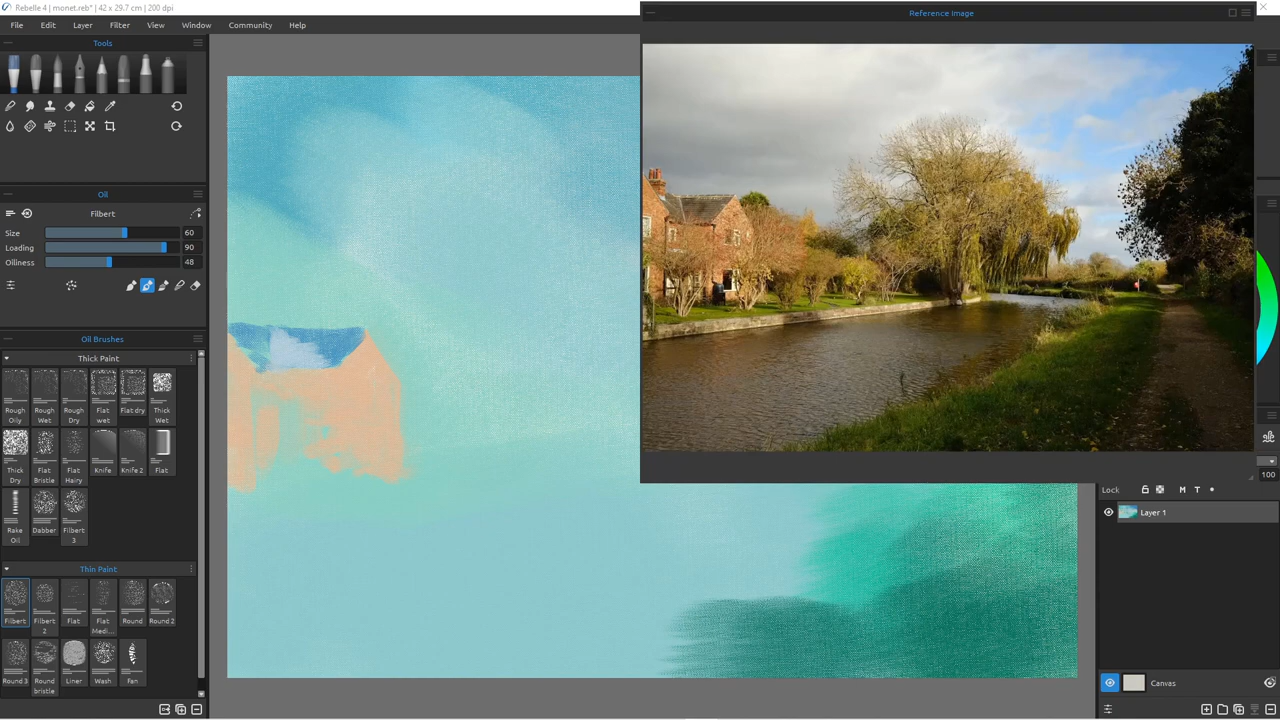 Rebelle 4 | monet.reb* | 42 x 29.7 cm | 200 dpi
File Edit Layer Filter View Window Community Help
Tools
Oil
Filbert
Size 60
Loading 90
Oiliness 48
Oil Brushes
Thick Paint
Rough Oily
Rough Wet
Rough Dry
Flat wet
Flat dry
Thick Wet
Thick Dry
Flat Bristle
Flat Hairy
Knife
Knife 2
Flat
Rake Oil
Dabber
Filbert 3
Thin Paint
Filbert
Filbert 2
Flat
Flat Medi...
Round
Round 2
Round 3
Round bristle
Liner
Wash
Fan
Reference Image
100
Lock M T
Layer 1
Canvas